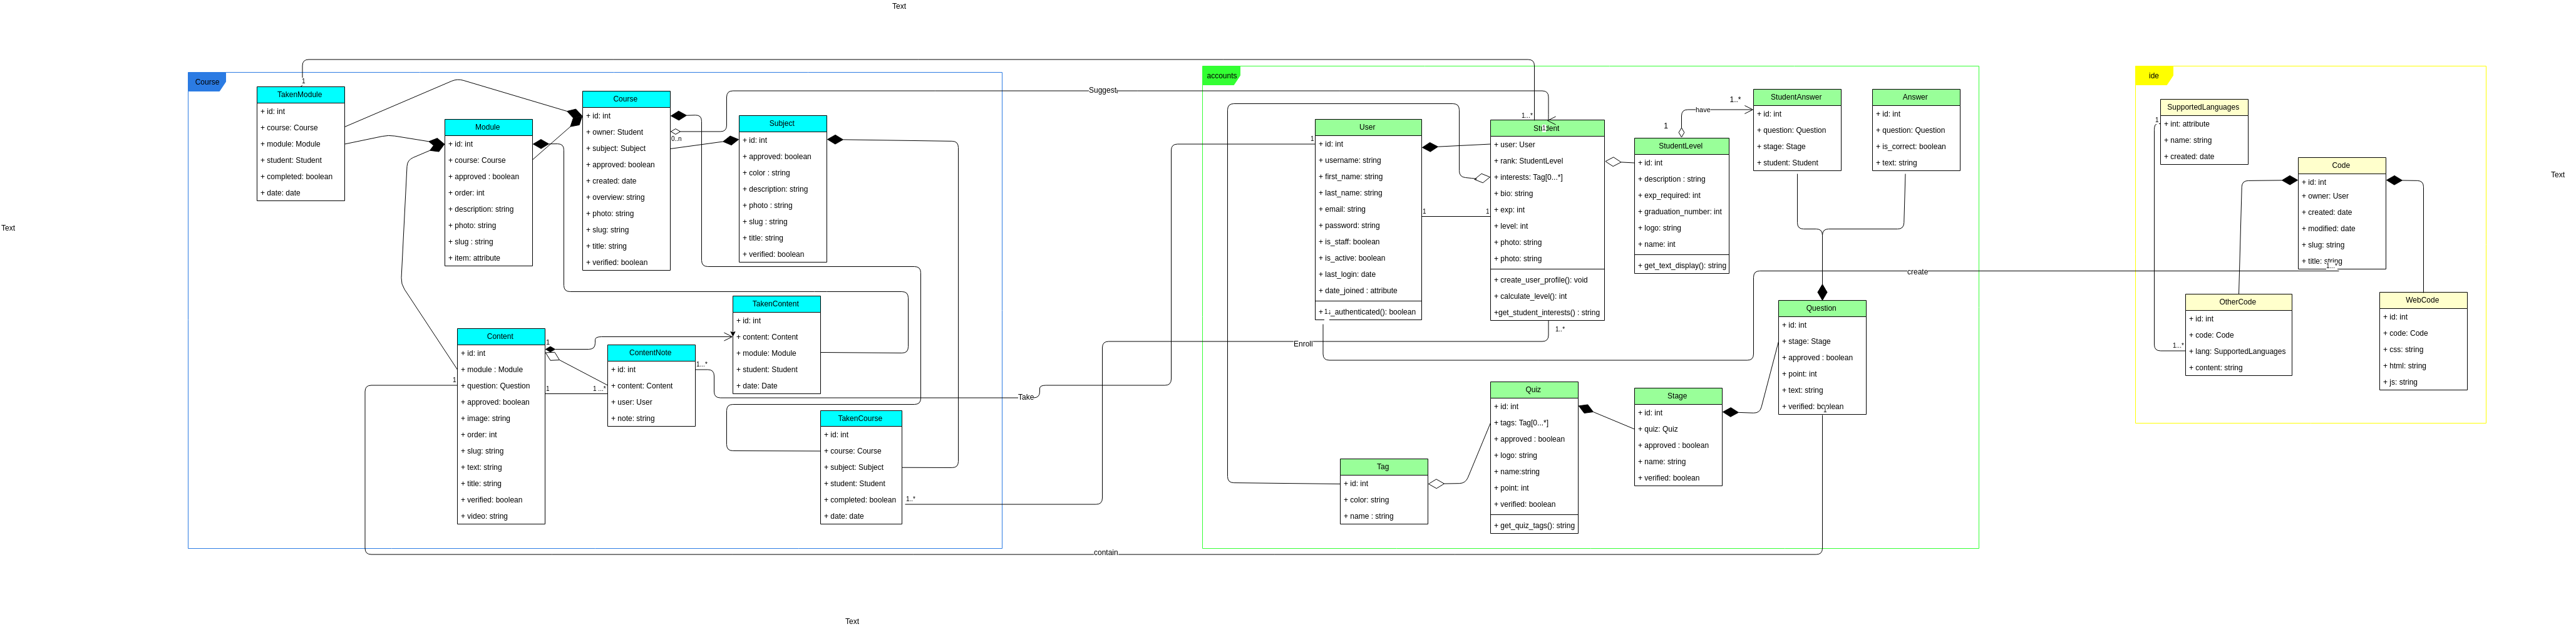 Text
Course
TakenModule
+ id: int
+ course: Course
+ module: Module
+ student: Student
+ completed: boolean
+ date: date
1
Module
+ id: int
+ course: Course
+ approved : boolean
+ order: int
+ description: string
+ photo: string
+ slug : string
+ item: attribute
Course
+ id: int
+ owner: Student
+ subject: Subject
+ approved: boolean
+ created: date
+ overview: string
+ photo: string
+ slug: string
+ title: string
+ verified: boolean
0..n
Subject
+ id: int
+ approved: boolean
+ color : string
+ description: string
+ photo : string
+ slug : string
+ title: string
+ verified: boolean
Content
+ id: int
+ module : Module
+ question: Question
+ approved: boolean
+ image: string
+ order: int
+ slug: string
+ text: string
+ title: string
+ verified: boolean
+ video: string
1
1
1
1 ...*
ContentNote
+ id: int
+ content: Content
+ user: User
+ note: string
1...*
TakenContent
+ id: int
+ content: Content
+ module: Module
+ student: Student
+ date: Date
TakenCourse
+ id: int
+ course: Course
+ subject: Subject
+ student: Student
+ completed: boolean
+ date: date
1..*
Suggest
Take
Enroll
contain
create
accounts
User
+ id: int
+ username: string
+ first_name: string
+ last_name: string
+ email: string
+ password: string
+ is_staff: boolean
+ is_active: boolean
+ last_login: date
+ date_joined : attribute
_authenticated(): boolean
1
1
1
1
Student
+ user: User
+ rank: StudentLevel
+ interests: Tag[0...*]
+ bio: string
+ exp: int
+ level: int
+ photo: string
+ photo: string
+ create_user_profile(): void
+ calculate_level(): int
+get_student_interests() : string
1...*
1..*
StudentLevel
+ id: int
+ description : string
+ exp_required: int
+ graduation_number: int
+ logo: string
+ name: int
+ get_text_display(): string
1
have
1..*
StudentAnswer
+ id: int
+ question: Question
+ stage: Stage
+ student: Student
Answer
+ id: int
+ question: Question
+ is_correct: boolean
+ text: string
Question
+ id: int
+ stage: Stage
+ approved : boolean
+ point: int
+ text: string
+ verified: boolean
1
Quiz
+ id: int
+ tags: Tag[0...*]
+ approved : boolean
+ logo: string
+ name:string
+ point: int
+ verified: boolean
+ get_quiz_tags(): string
Stage
+ id: int
+ quiz: Quiz
+ approved : boolean
+ name: string
+ verified: boolean
Tag
+ id: int
+ color: string
+ name : string
ide
SupportedLanguages
+ int: attribute
+ name: string
+ created: date
1
Code
+ id: int
+ owner: User
+ created: date
+ modified: date
+ slug: string
+ title: string
1...*
OtherCode
+ id: int
+ code: Code
+ lang: SupportedLanguages
+ content: string
1...*
WebCode
+ id: int
+ code: Code
+ css: string
+ html: string
+ js: string
Text
Text
Text